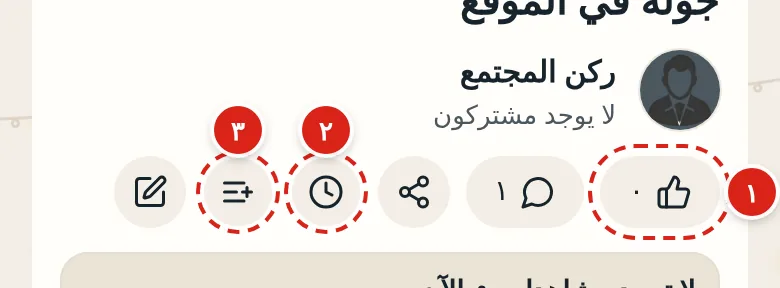 جولة في الموقع
ركن المجتمع
لا يوجد مشتركون
٣ ٢
١ ٠ ١